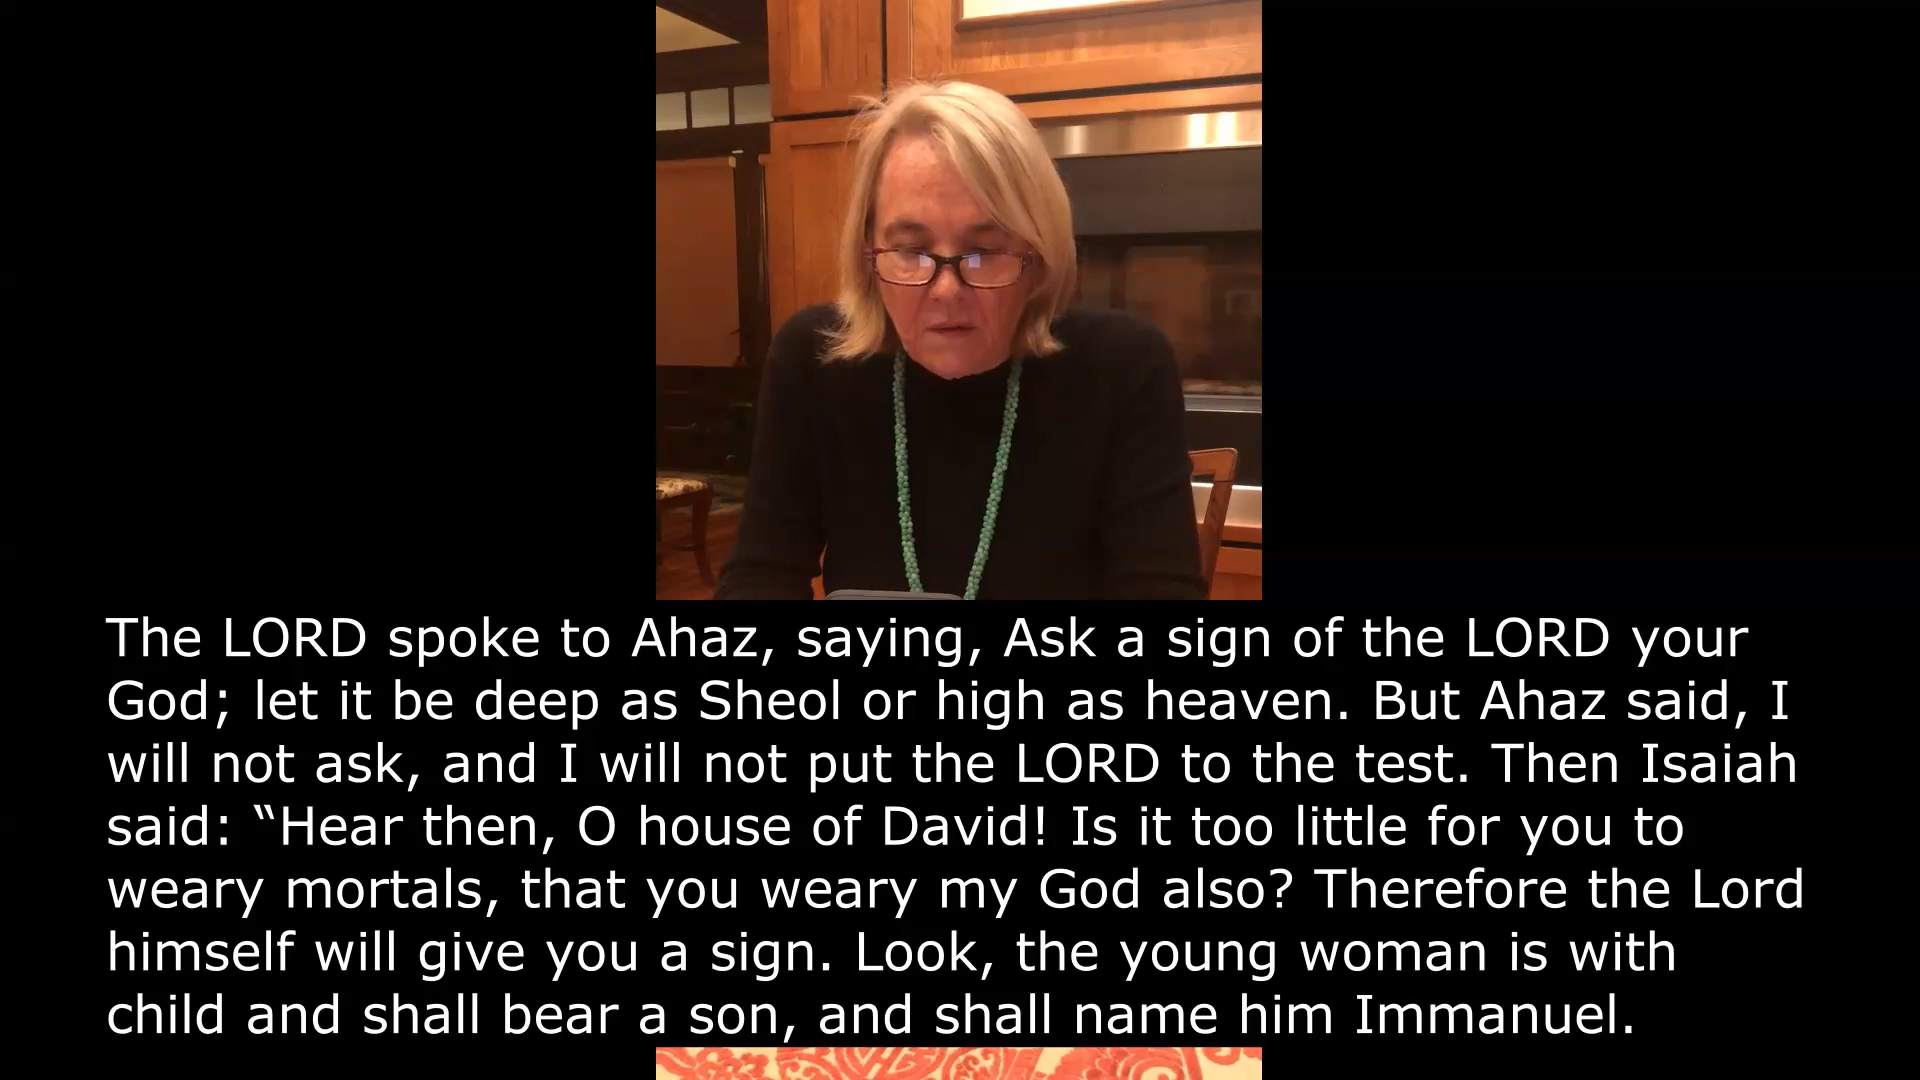 The LORD spoke to Ahaz, saying, Ask a sign of the LORD your
God; let it be deep as Sheol or high as heaven. But Ahaz said, I
will not ask, and I will not put the LORD to the test. Then Isaiah
said: “Hear then, O house of David! Is it too little for you to
weary mortals, that you weary my God also? Therefore the Lord
himself will give you a sign. Look, the young woman is with
child and shall bear a son, and shall name him Immanuel.